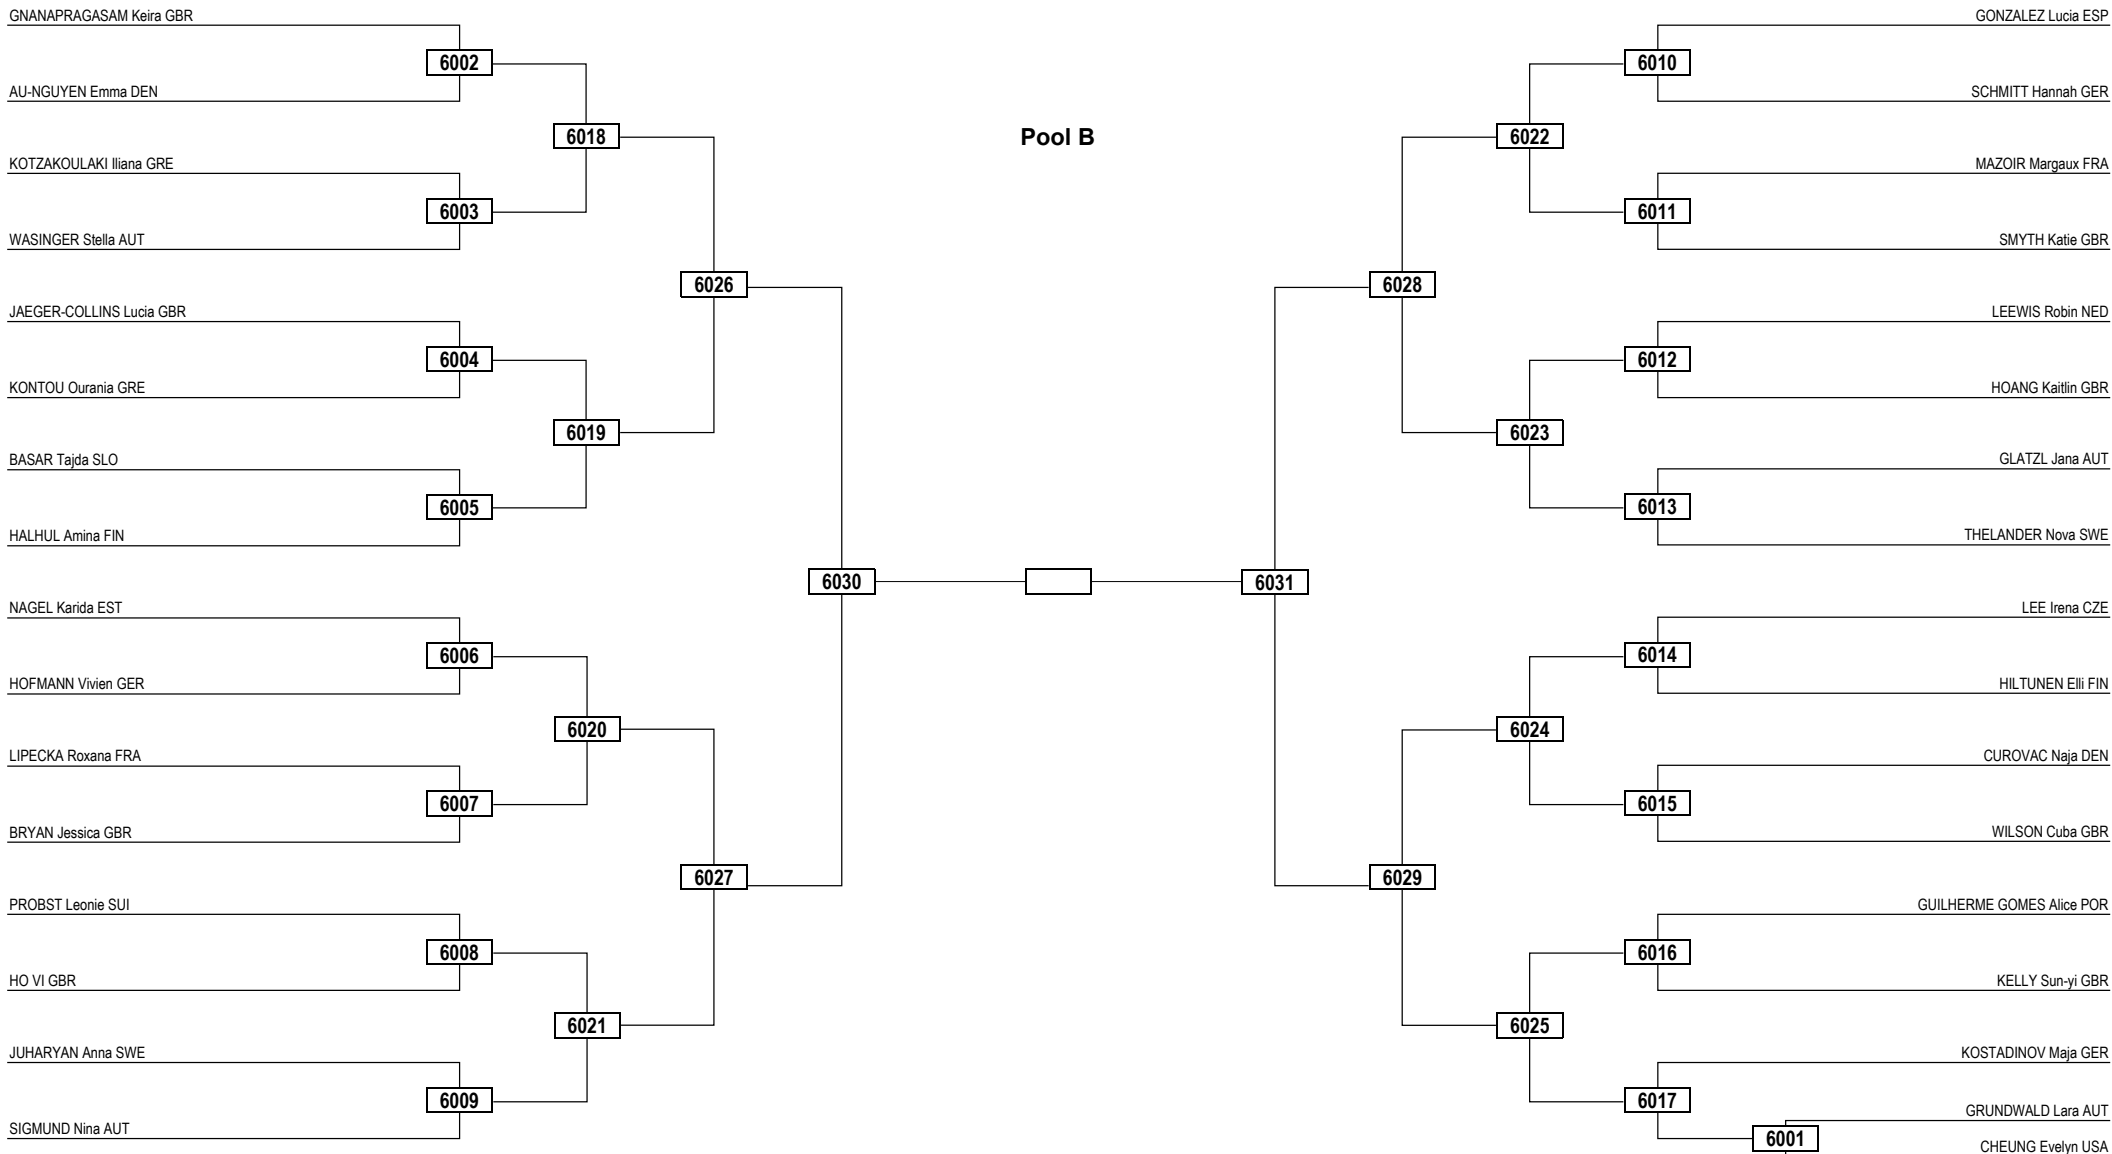 GNANAPRAGASAM Keira GBR
6002
AU-NGUYEN Emma DEN
6018
KOTZAKOULAKI Iliana GRE
6003
WASINGER Stella AUT
6026
JAEGER-COLLINS Lucia GBR
6004
KONTOU Ourania GRE
6019
BASAR Tajda SLO
6005
HALHUL Amina FIN
6030
NAGEL Karida EST
6006
HOFMANN Vivien GER
6020
LIPECKA Roxana FRA
6007
BRYAN Jessica GBR
6027
PROBST Leonie SUI
6008
HO VI GBR
6021
JUHARYAN Anna SWE
6009
SIGMUND Nina AUT
Pool B
GONZALEZ Lucia ESP
6010
SCHMITT Hannah GER
6022
MAZOIR Margaux FRA
6011
SMYTH Katie GBR
6028
LEEWIS Robin NED
6012
HOANG Kaitlin GBR
6023
GLATZL Jana AUT
6013
THELANDER Nova SWE
6031
LEE Irena CZE
6014
HILTUNEN Elli FIN
6024
CUROVAC Naja DEN
6015
WILSON Cuba GBR
6029
GUILHERME GOMES Alice POR
6016
KELLY Sun-yi GBR
6025
KOSTADINOV Maja GER
6017
GRUNDWALD Lara AUT
6001
CHEUNG Evelyn USA